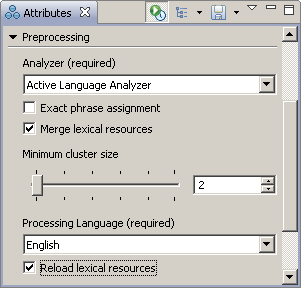 Attributes
Preprocessing
Analyzer (required)
Active Language Analyzer
Exact phrase assignment
Merge lexical resources
Minimum cluster size
2
Processing Language (required)
English
Reload lexical resources